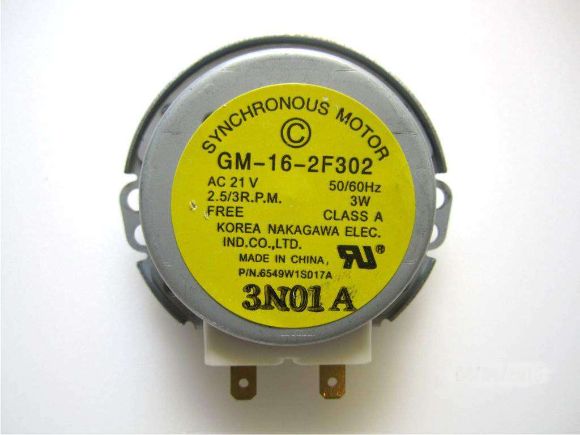 SYNCHRONOUS MOTOR
©
GM-16-2F302
AC 21 V 50/60Hz
2.5/3R.P.M. 3W
FREE CLASS A
KOREA NAKAGAWA ELEC.
IND.CO.,LTD.
MADE IN CHINA,
P/N.6549W1S017A
RU®
3N01 A